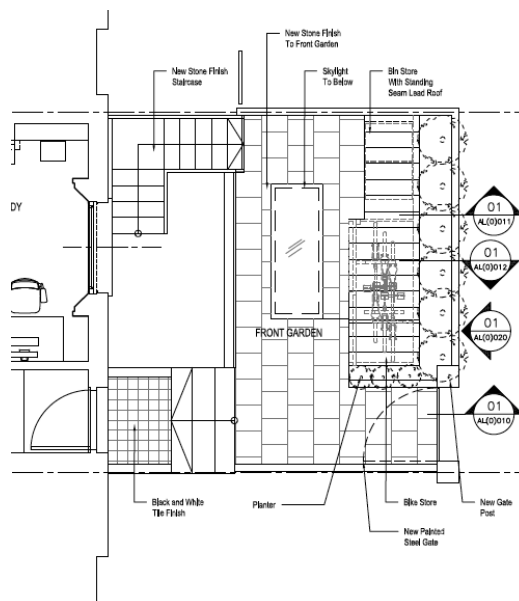 New Stone Finish
To Front Garden
New Stone Finish
Staircase
Skylight
To Below
Bin Store
With Standing
Seam Lead Roof
DY
01
AL(0)011
01
AL(0)012
01
AL(0)020
FRONT GARDEN
01
AL(0)010
Black and White
Tile Finish
Planter
Bike Store
New Gate
Post
New Painted
Steel Gate